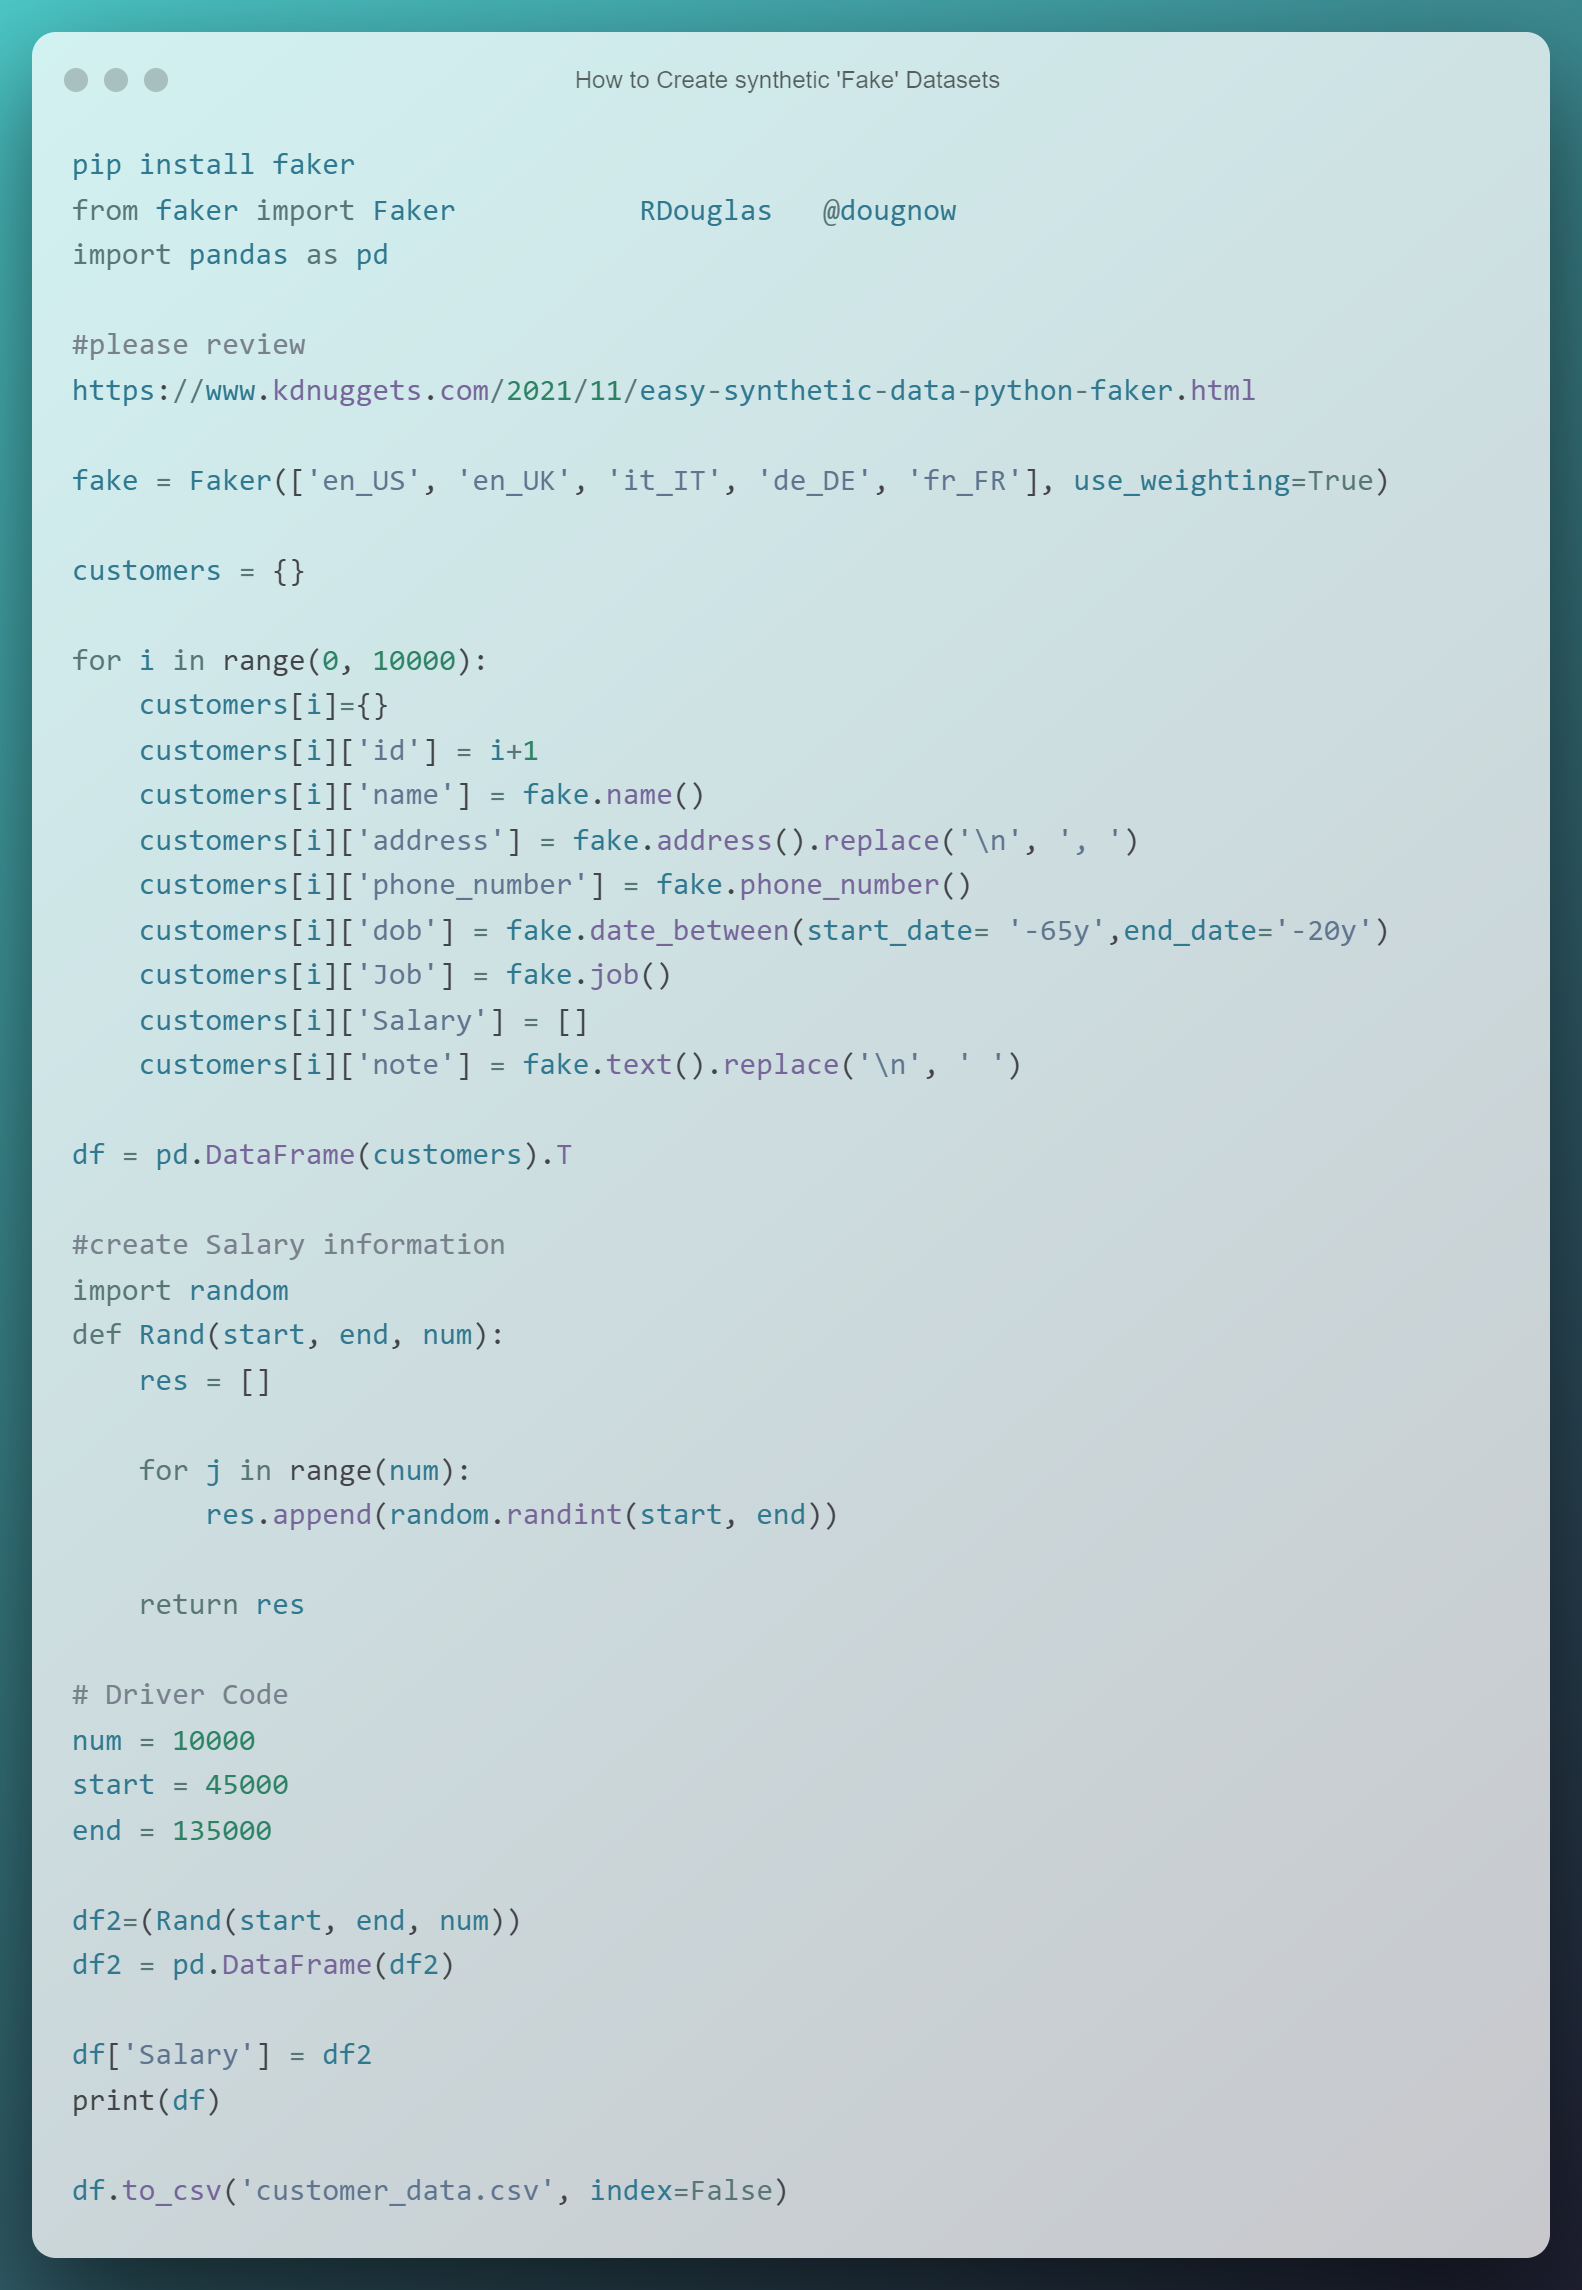 How to Create synthetic 'Fake' Datasets
pip install faker
from faker import Faker           RDouglas   @dougnow
import pandas as pd
#please review
https://www.kdnuggets.com/2021/11/easy-synthetic-data-python-faker.html
fake = Faker(['en_US', 'en_UK', 'it_IT', 'de_DE', 'fr_FR'], use_weighting=True)
customers = {}
for i in range(0, 10000):
    customers[i]={}
    customers[i]['id'] = i+1
    customers[i]['name'] = fake.name()
    customers[i]['address'] = fake.address().replace('\n', ', ')
    customers[i]['phone_number'] = fake.phone_number()
    customers[i]['dob'] = fake.date_between(start_date= '-65y',end_date='-20y')
    customers[i]['Job'] = fake.job()
    customers[i]['Salary'] = []
    customers[i]['note'] = fake.text().replace('\n', ' ')
df = pd.DataFrame(customers).T
#create Salary information
import random
def Rand(start, end, num):
    res = []
    for j in range(num):
        res.append(random.randint(start, end))
    return res
# Driver Code
num = 10000
start = 45000
end = 135000
df2=(Rand(start, end, num))
df2 = pd.DataFrame(df2)
df['Salary'] = df2
print(df)
df.to_csv('customer_data.csv', index=False)